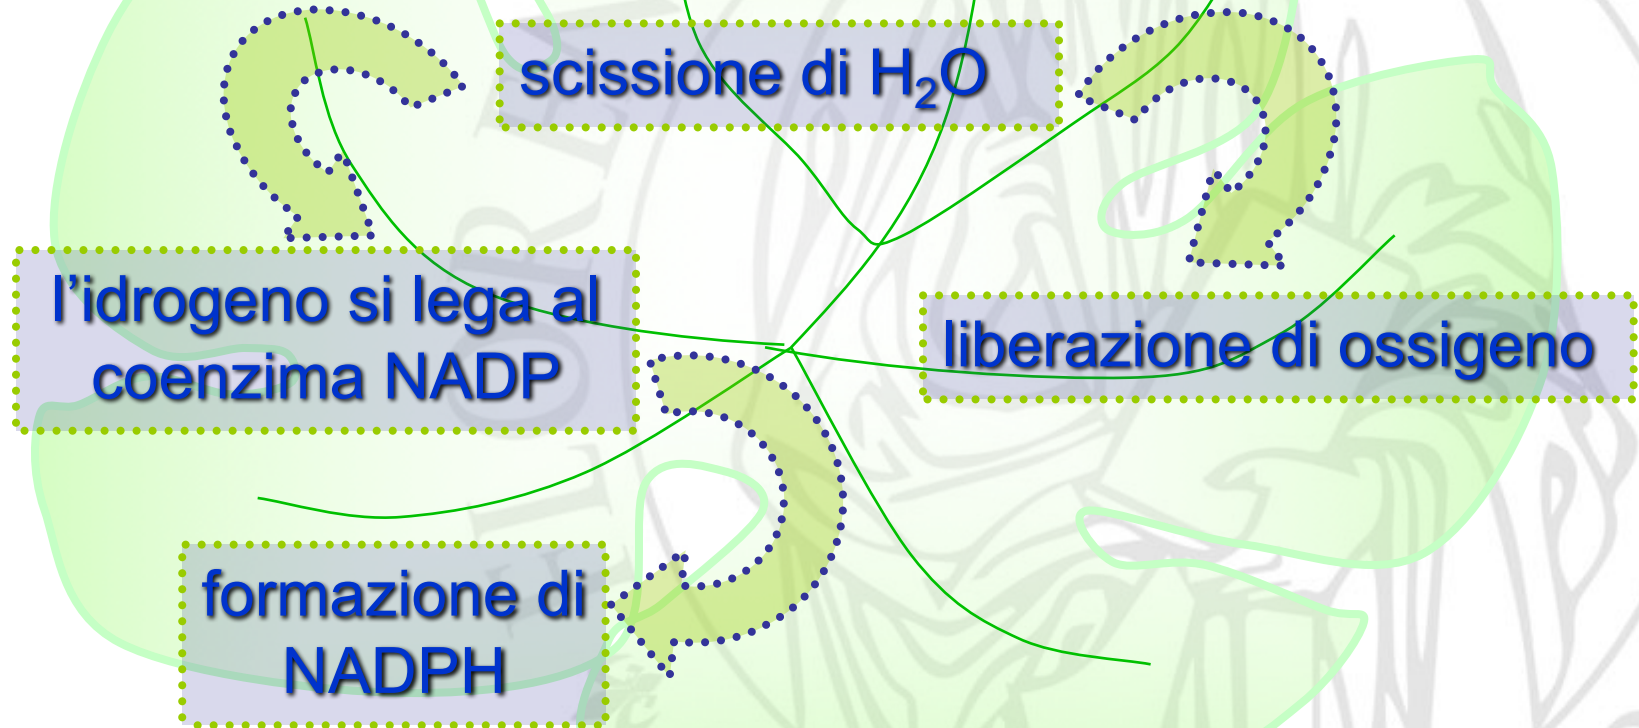 scissione di H₂O
l’idrogeno si lega al
coenzima NADP
liberazione di ossigeno
formazione di
NADPH